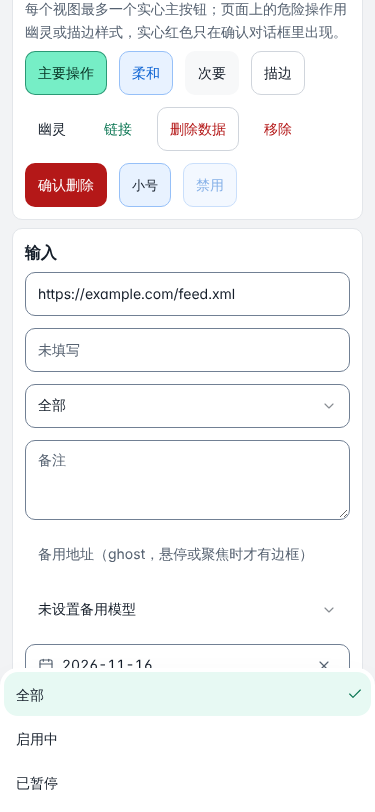 每个视图最多一个实心主按钮；页面上的危险操作用
幽灵或描边样式，实心红色只在确认对话框里出现。
主要操作 柔和 次要 描边
幽灵 链接 删除数据 移除
确认删除 小号 禁用
输入
https://example.com/feed.xml
未填写
全部
备注
备用地址（ghost，悬停或聚焦时才有边框）
未设置备用模型
2026-11-16
全部
启用中
已暂停